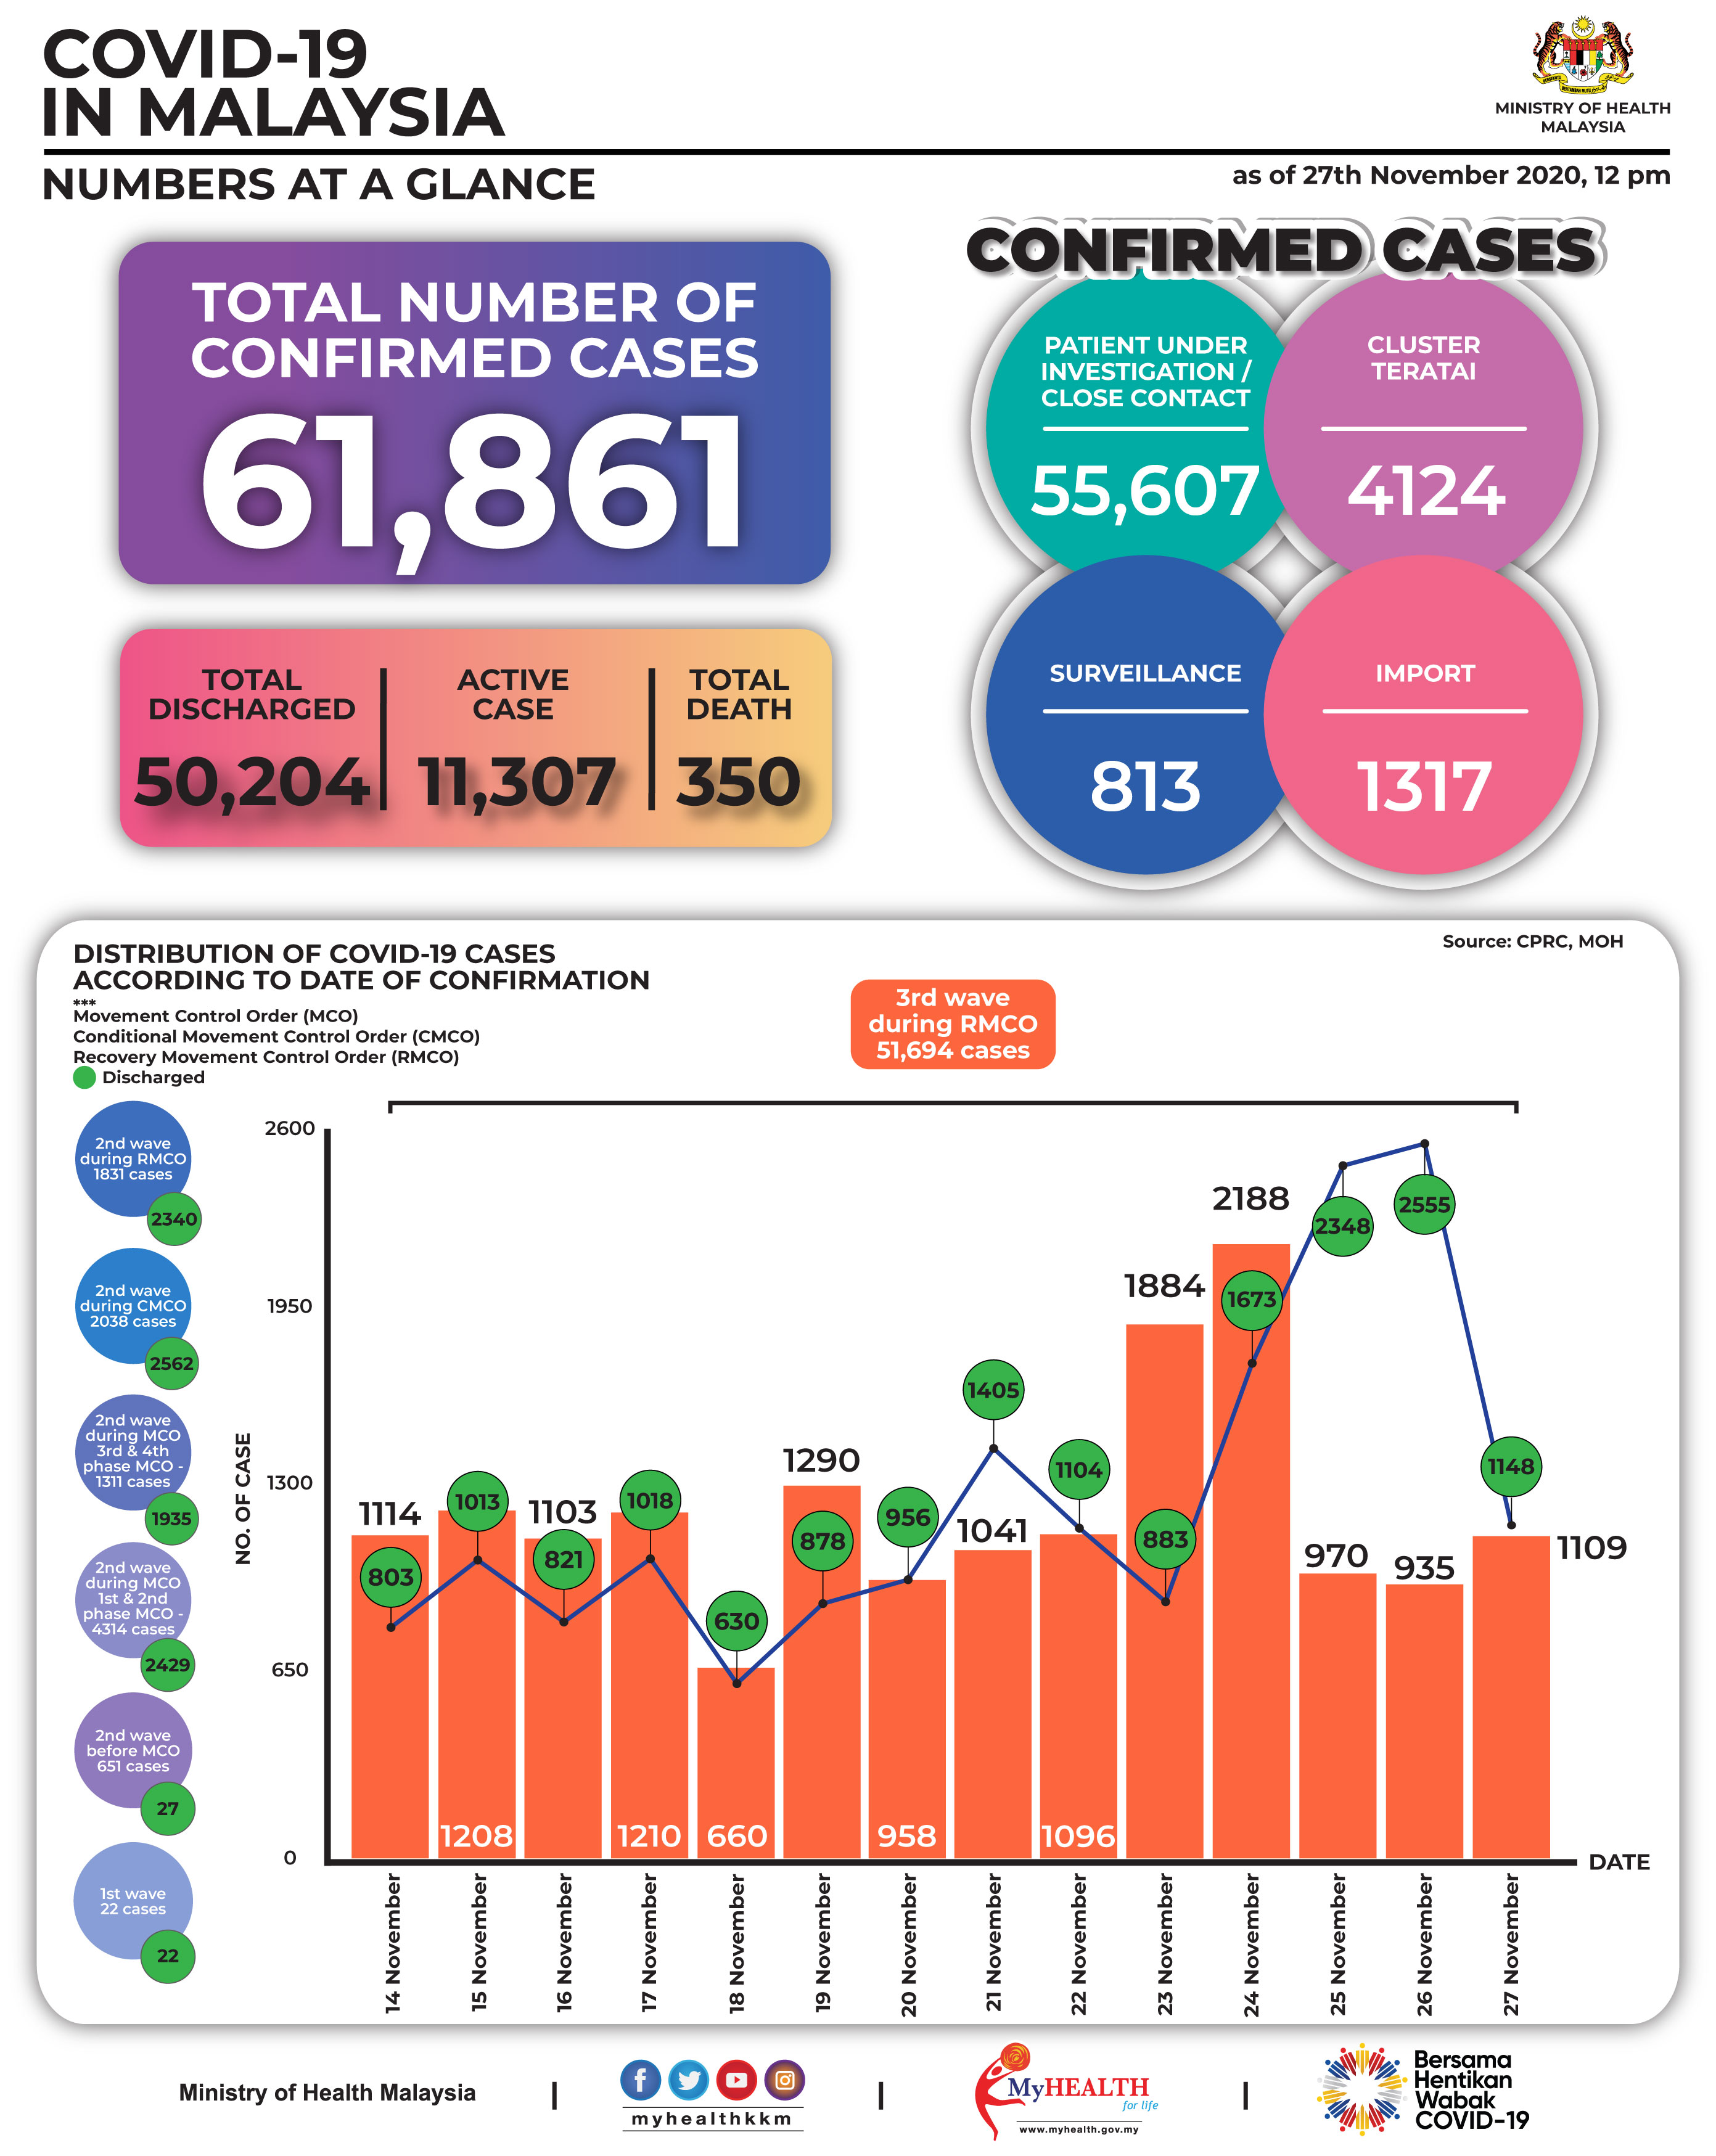 COVID-19
IN MALAYSIA
MINISTRY OF HEALTH
MALAYSIA
NUMBERS AT A GLANCE
as of 27th November 2020, 12 pm
TOTAL NUMBER OF
CONFIRMED CASES
61,861
TOTAL
DISCHARGED
50,204
ACTIVE
CASE
11,307
TOTAL
DEATH
350
CONFIRMED CASES
PATIENT UNDER
INVESTIGATION /
CLOSE CONTACT
55,607
CLUSTER
TERATAI
4124
SURVEILLANCE
813
IMPORT
1317
DISTRIBUTION OF COVID-19 CASES
ACCORDING TO DATE OF CONFIRMATION
***
Movement Control Order (MCO)
Conditional Movement Control Order (CMCO)
Recovery Movement Control Order (RMCO)
Discharged
Source: CPRC, MOH
3rd wave
during RMCO
51,694 cases
2nd wave
during RMCO
1831 cases
2340
2nd wave
during CMCO
2038 cases
2562
2nd wave
during MCO
3rd & 4th
phase MCO -
1311 cases
1935
2nd wave
during MCO
1st & 2nd
phase MCO -
4314 cases
2429
2nd wave
before MCO
651 cases
27
1st wave
22 cases
22
NO. OF CASE
2600
1950
1300
650
0
1114
803
1013
1208
1103
821
1018
1210
630
660
1290
878
956
958
1405
1041
1104
1096
1884
883
2188
1673
2348
970
2555
935
1148
1109
DATE
14 November
15 November
16 November
17 November
18 November
19 November
20 November
21 November
22 November
23 November
24 November
25 November
26 November
27 November
Ministry of Health Malaysia
myhealthkkm
MyHEALTH
for life
www.myhealth.gov.my
Bersama
Hentikan
Wabak
COVID-19